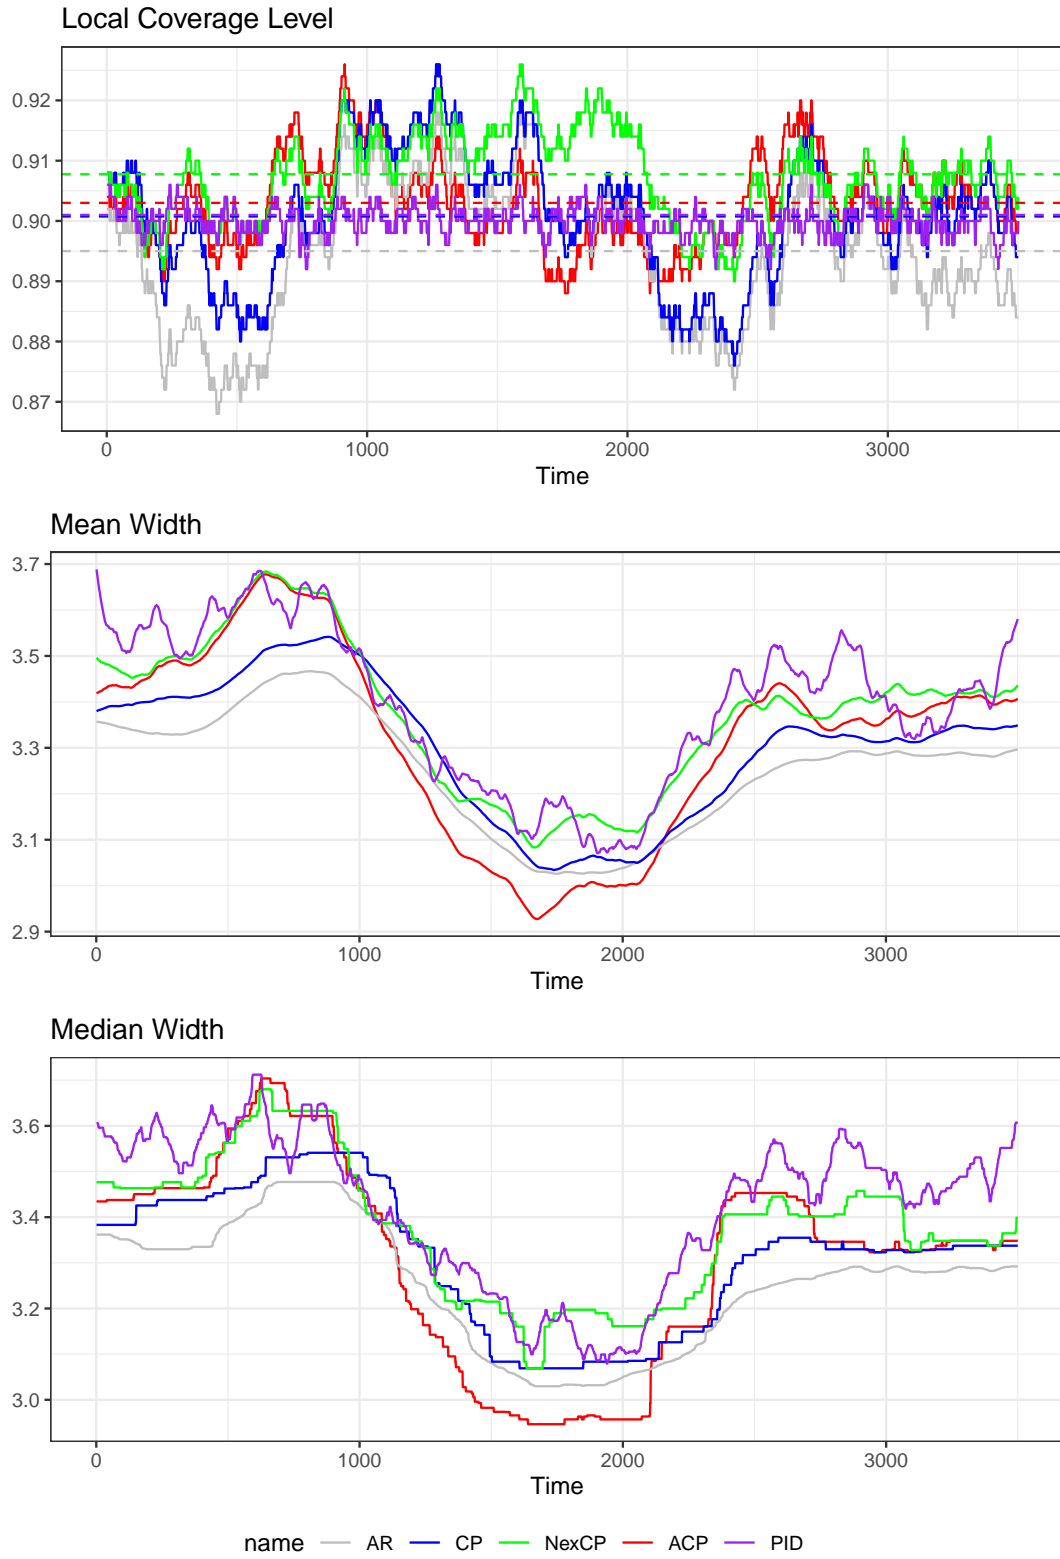 Local Coverage Level
0.92
0.91
0.90
0.89
0.88
0.87
0 1000 2000 3000
Time
Mean Width
3.7
3.5
3.3
3.1
2.9
0 1000 2000 3000
Time
Median Width
3.6
3.4
3.2
3.0
0 1000 2000 3000
Time
name AR CP NexCP ACP PID